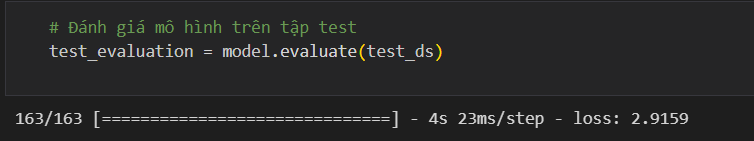 # Đánh giá mô hình trên tập test
test_evaluation = model.evaluate(test_ds)
163/163 [==============================] - 4s 23ms/step - loss: 2.9159